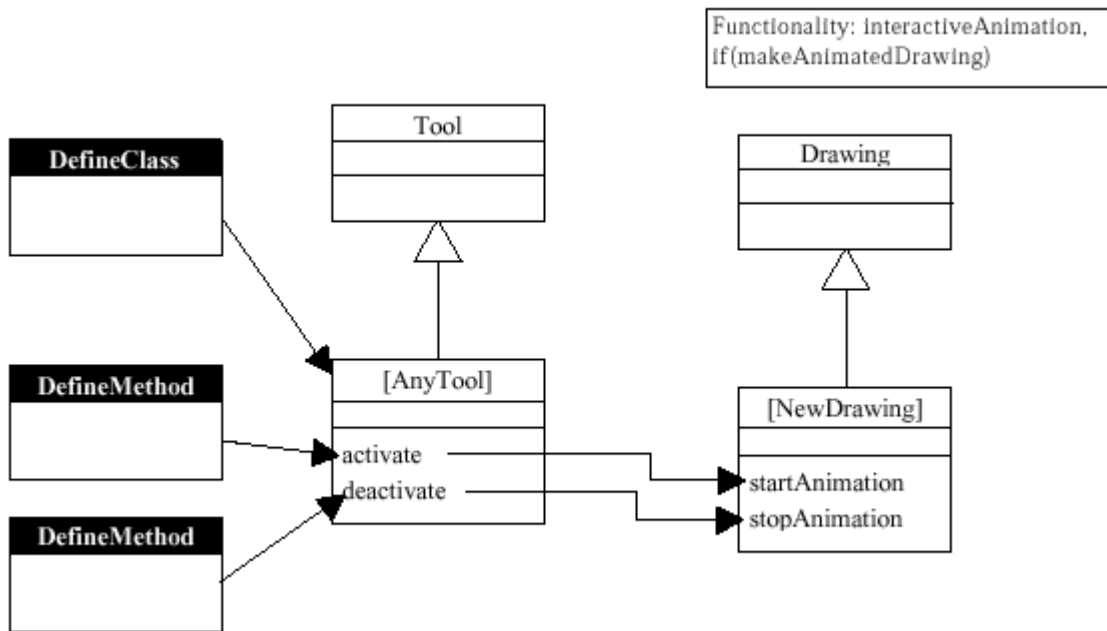 Functionality: interactiveAnimation,
if(makeAnimatedDrawing)
Tool
DefineClass
Drawing
DefineMethod
[AnyTool]
[NewDrawing]
activate
startAnimation
deactivate
stopAnimation
DefineMethod